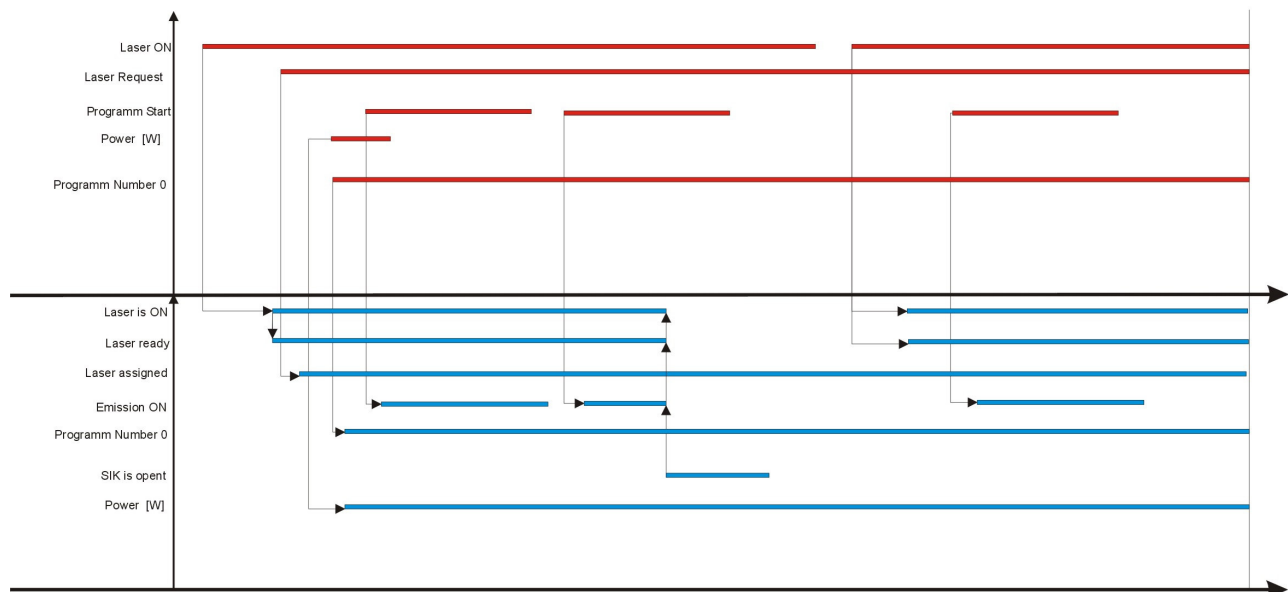 Laser ON
Laser Request
Programm Start
Power [W]
Programm Number 0
Laser is ON
Laser ready
Laser assigned
Emission ON
Programm Number 0
SIK is opent
Power [W]